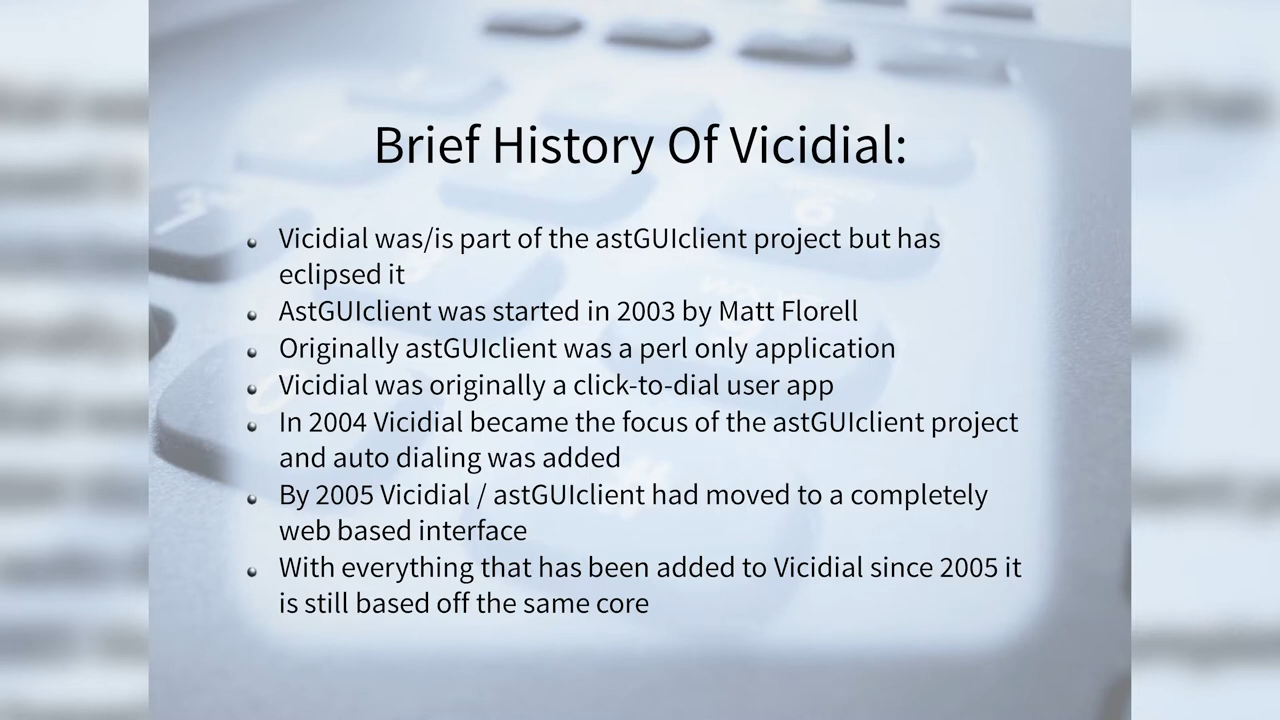 Brief History Of Vicidial:
Vicidial was/is part of the astGUIclient project but has
eclipsed it
AstGUIclient was started in 2003 by Matt Florell
Originally astGUIclient was a perl only application
Vicidial was originally a click-to-dial user app
In 2004 Vicidial became the focus of the astGUIclient project
and auto dialing was added
By 2005 Vicidial / astGUIclient had moved to a completely
web based interface
With everything that has been added to Vicidial since 2005 it
is still based off the same core